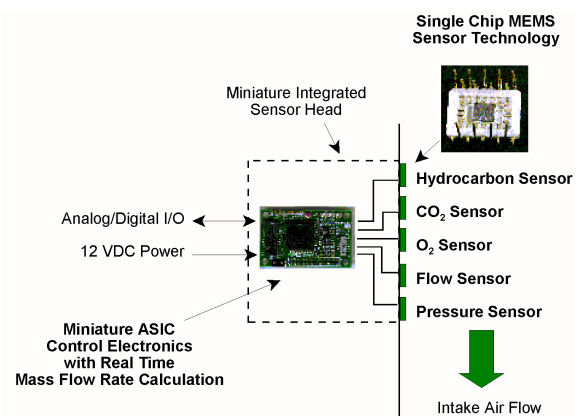 Single Chip MEMS
Sensor Technology
Miniature Integrated
Sensor Head
Hydrocarbon Sensor
Analog/Digital I/O
CO₂ Sensor
O₂ Sensor
12 VDC Power
Flow Sensor
Pressure Sensor
Miniature ASIC
Control Electronics
with Real Time
Mass Flow Rate Calculation
Intake Air Flow